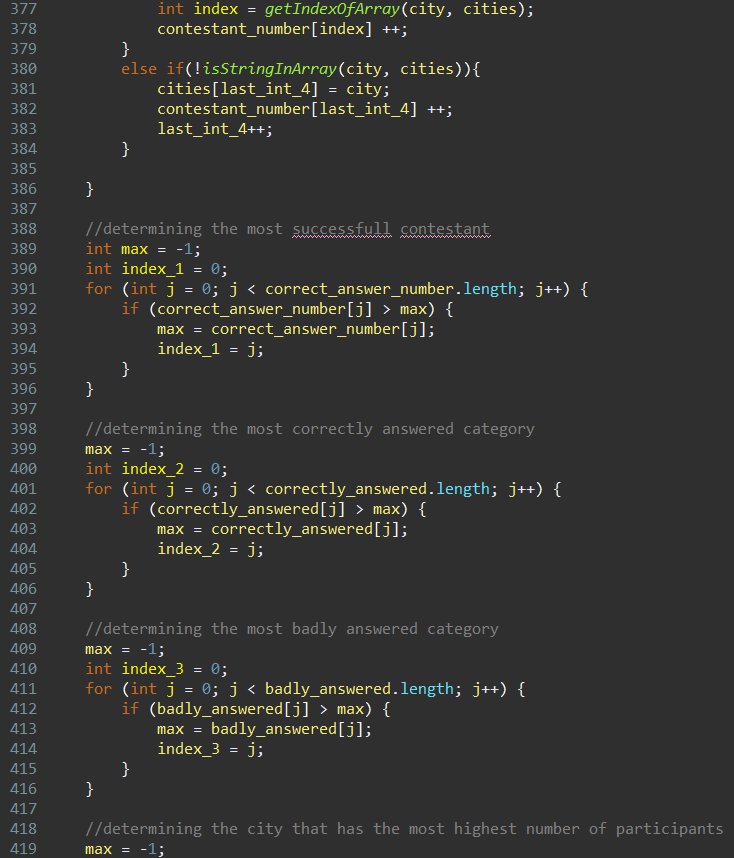 377             int index = getIndexOfArray(city, cities);
378             contestant_number[index] ++;
379         }
380         else if(!isStringInArray(city, cities)){
381             cities[last_int_4] = city;
382             contestant_number[last_int_4] ++;
383             last_int_4++;
384         }
385
386     }
387
388     //determining the most successfull contestant
389     int max = -1;
390     int index_1 = 0;
391     for (int j = 0; j < correct_answer_number.length; j++) {
392         if (correct_answer_number[j] > max) {
393             max = correct_answer_number[j];
394             index_1 = j;
395         }
396     }
397
398     //determining the most correctly answered category
399     max = -1;
400     int index_2 = 0;
401     for (int j = 0; j < correctly_answered.length; j++) {
402         if (correctly_answered[j] > max) {
403             max = correctly_answered[j];
404             index_2 = j;
405         }
406     }
407
408     //determining the most badly answered category
409     max = -1;
410     int index_3 = 0;
411     for (int j = 0; j < badly_answered.length; j++) {
412         if (badly_answered[j] > max) {
413             max = badly_answered[j];
414             index_3 = j;
415         }
416     }
417
418     //determining the city that has the most highest number of participants
419     max = -1;